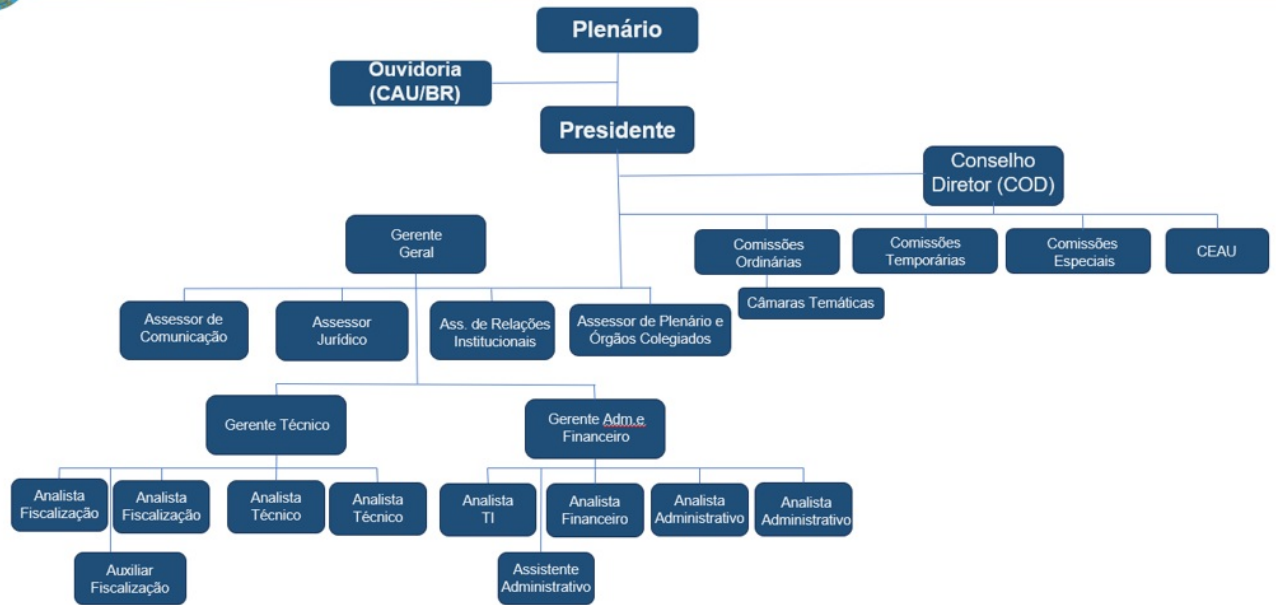 Plenário
Ouvidoria
(CAU/BR)
Presidente
Conselho
Diretor (COD)
Gerente
Geral
Comissões
Ordinárias
Comissões
Temporárias
Comissões
Especiais
CEAU
Câmaras Temáticas
Assessor de
Comunicação
Assessor
Jurídico
Ass. de Relações
Institucionais
Assessor de Plenário e
Órgãos Colegiados
Gerente Técnico
Gerente Adm.e
Financeiro
Analista
Fiscalização
Analista
Fiscalização
Analista
Técnico
Analista
Técnico
Analista
TI
Analista
Financeiro
Analista
Administrativo
Analista
Administrativo
Auxiliar
Fiscalização
Assistente
Administrativo